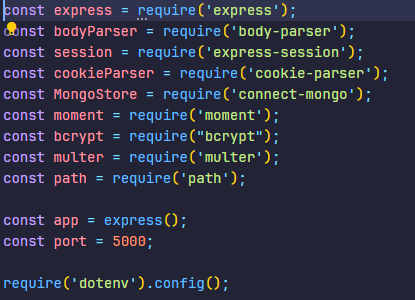 const express = require('express');
const bodyParser = require('body-parser');
const session = require('express-session');
const cookieParser = require('cookie-parser');
const MongoStore = require('connect-mongo');
const moment = require('moment');
const bcrypt = require("bcrypt");
const multer = require('multer');
const path = require('path');
const app = express();
const port = 5000;
require('dotenv').config();